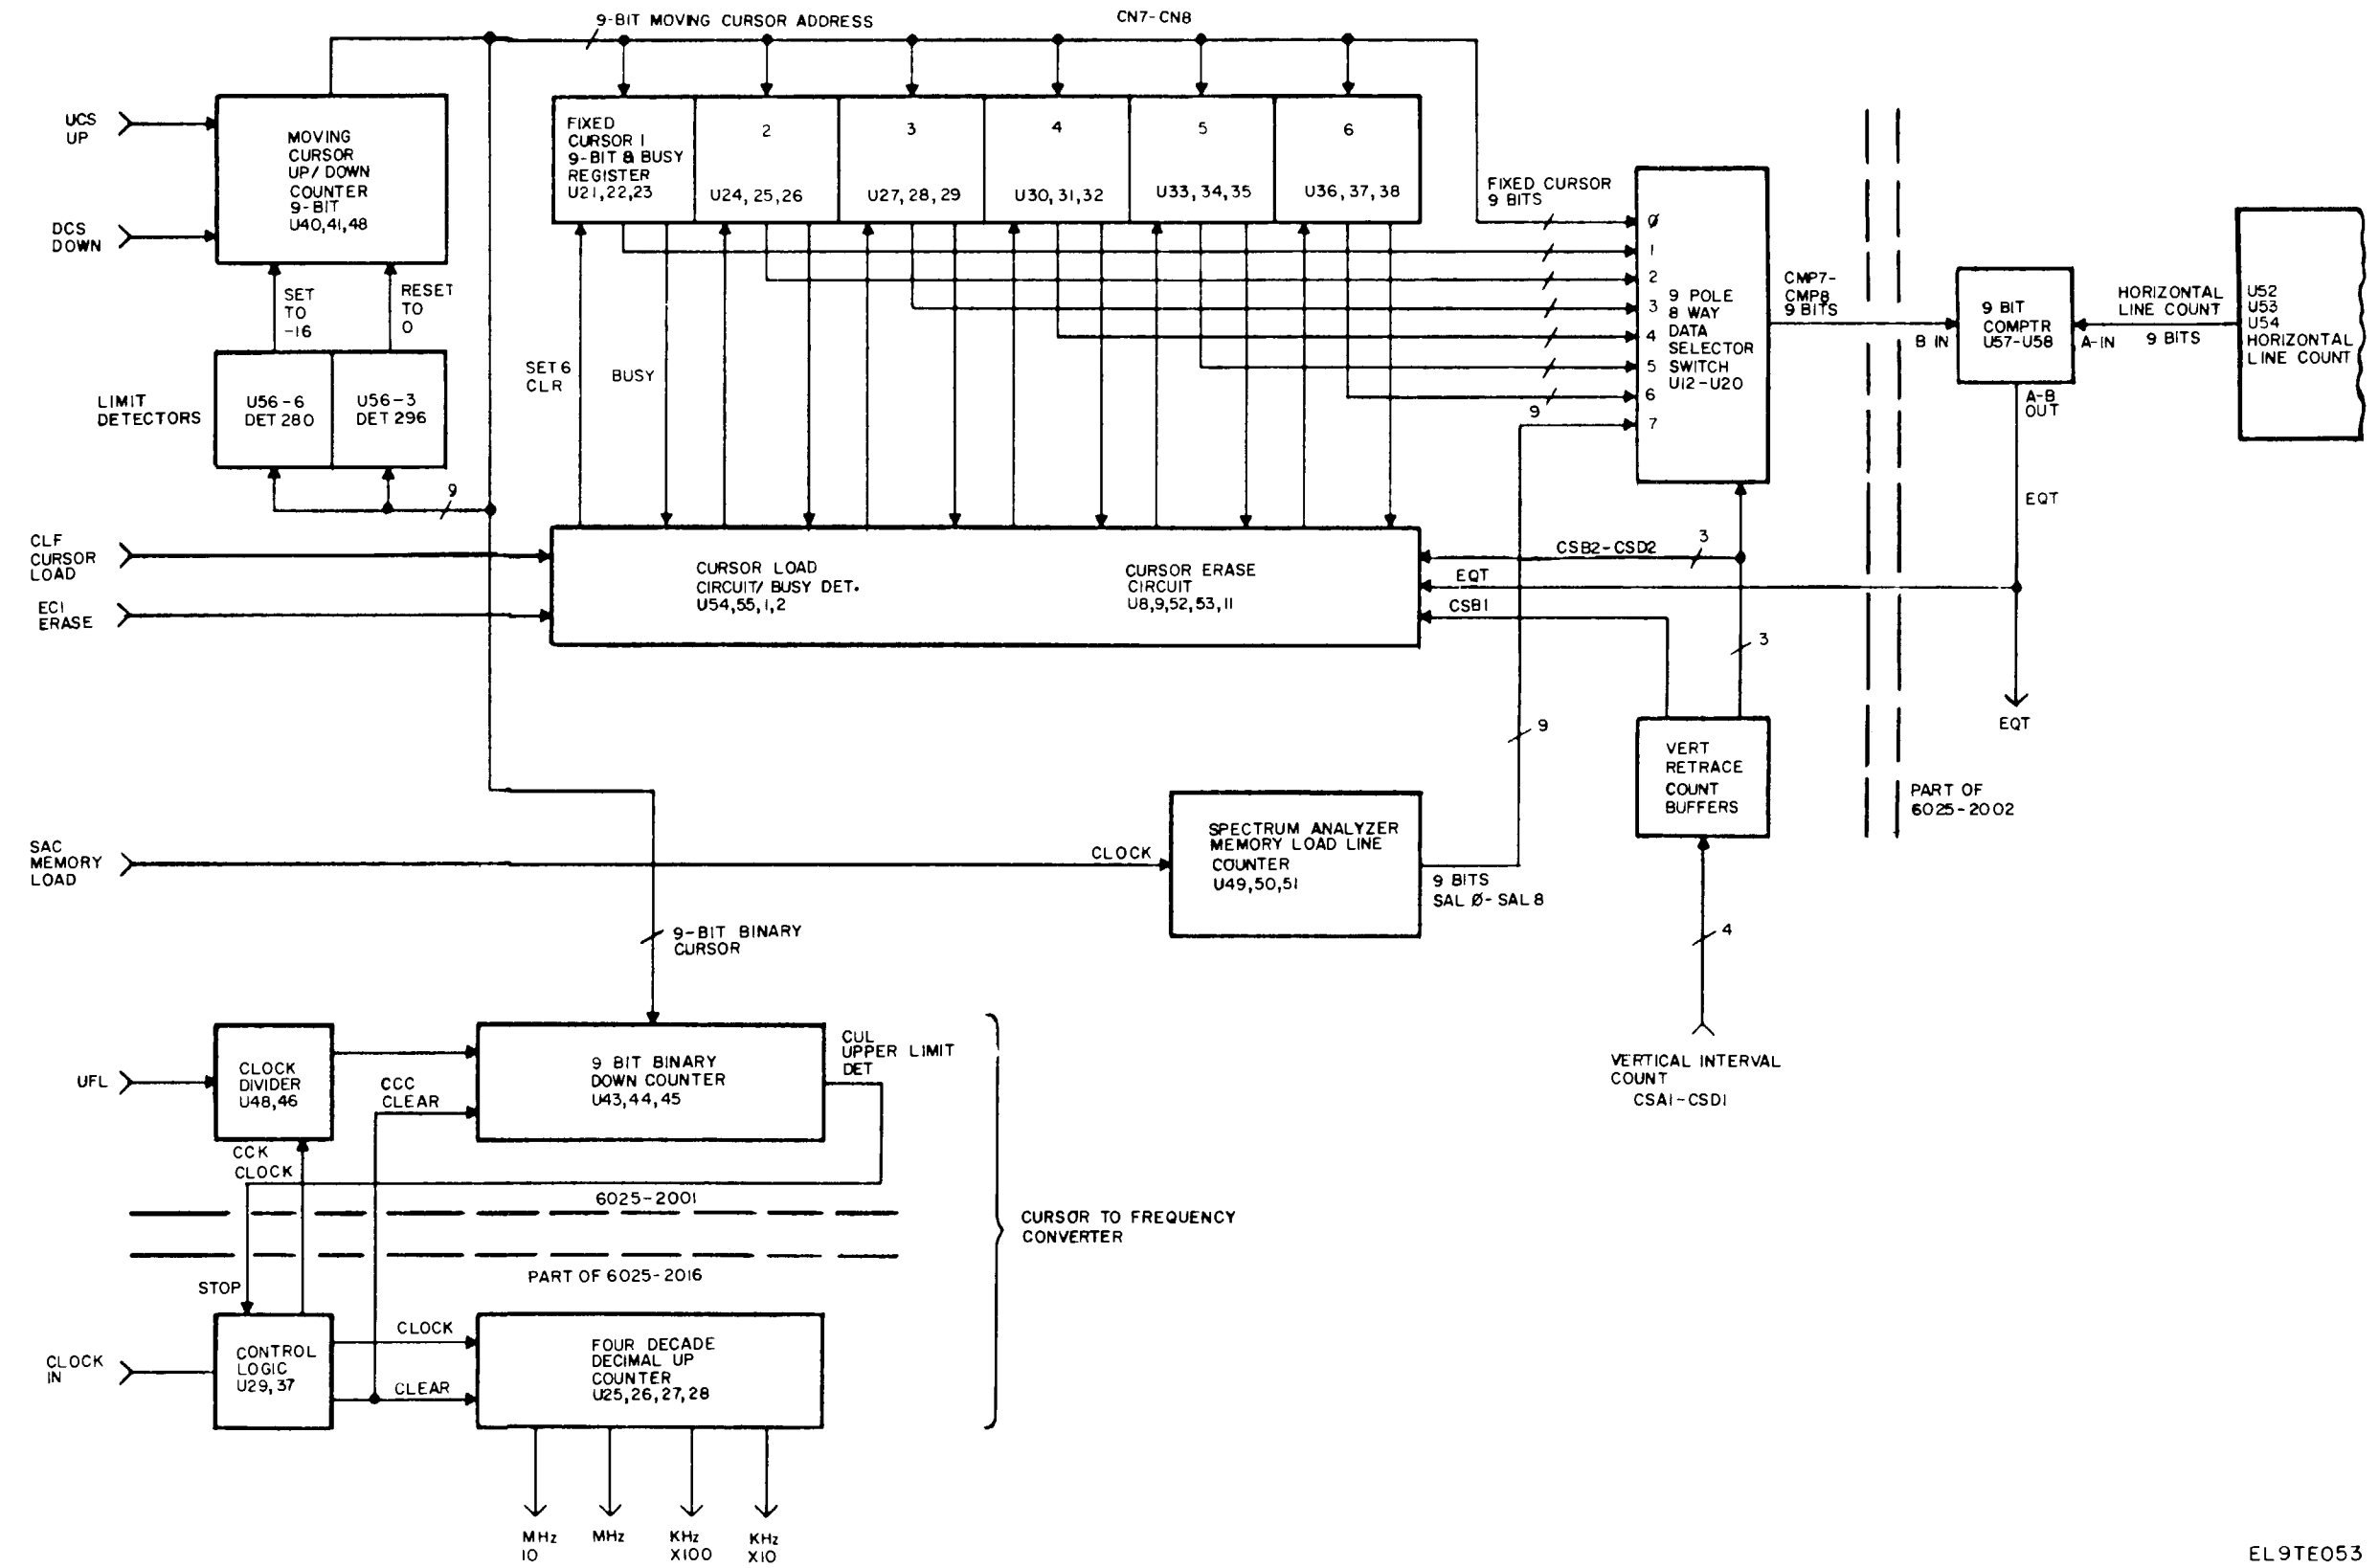 9-BIT MOVING CURSOR ADDRESS
CN7-CN8
UCS
UP
DCS
DOWN
MOVING
CURSOR
UP/DOWN
COUNTER
9-BIT
U40,41,48
FIXED
CURSOR 1
9-BIT & BUSY
REGISTER
U21,22,23
2
U24,25,26
3
U27,28,29
4
U30,31,32
5
U33,34,35
6
U36,37,38
FIXED CURSOR
9 BITS
0
1
2
3
4
5
6
7
9 POLE
8 WAY
DATA
SELECTOR
SWITCH
U12-U20
CMP7-
CMP8
9 BITS
B IN
9 BIT
COMPTR
U57-U58
A-IN
HORIZONTAL
LINE COUNT
9 BITS
U52
U53
U54
HORIZONTAL
LINE COUNT
A-B
OUT
EQT
SET
TO
-16
RESET
TO
0
LIMIT
DETECTORS
U56-6
DET 280
U56-3
DET 296
9
SET 6
CLR
BUSY
9
CLF
CURSOR
LOAD
ECI
ERASE
CURSOR LOAD
CIRCUIT/ BUSY DET.
U54,55,1,2
CURSOR ERASE
CIRCUIT
U8,9,52,53,11
CSB2-CSD2
3
EQT
CSB1
3
9
EQT
VERT
RETRACE
COUNT
BUFFERS
PART OF
6025-2002
SAC
MEMORY
LOAD
CLOCK
SPECTRUM ANALYZER
MEMORY LOAD LINE
COUNTER
U49,50,51
9 BITS
SAL Ø- SAL 8
4
VERTICAL INTERVAL
COUNT
CSA1-CSD1
9-BIT BINARY
CURSOR
UFL
CLOCK
DIVIDER
U48,46
CCC
CLEAR
9 BIT BINARY
DOWN COUNTER
U43,44,45
CUL
UPPER LIMIT
DET
CCK
CLOCK
6025-2001
CURSOR TO FREQUENCY
CONVERTER
PART OF 6025-2016
STOP
CLOCK
IN
CONTROL
LOGIC
U29,37
CLOCK
CLEAR
FOUR DECADE
DECIMAL UP
COUNTER
U25,26,27,28
MHz
10
MHz
KHz
X100
KHz
X10
EL9TE053